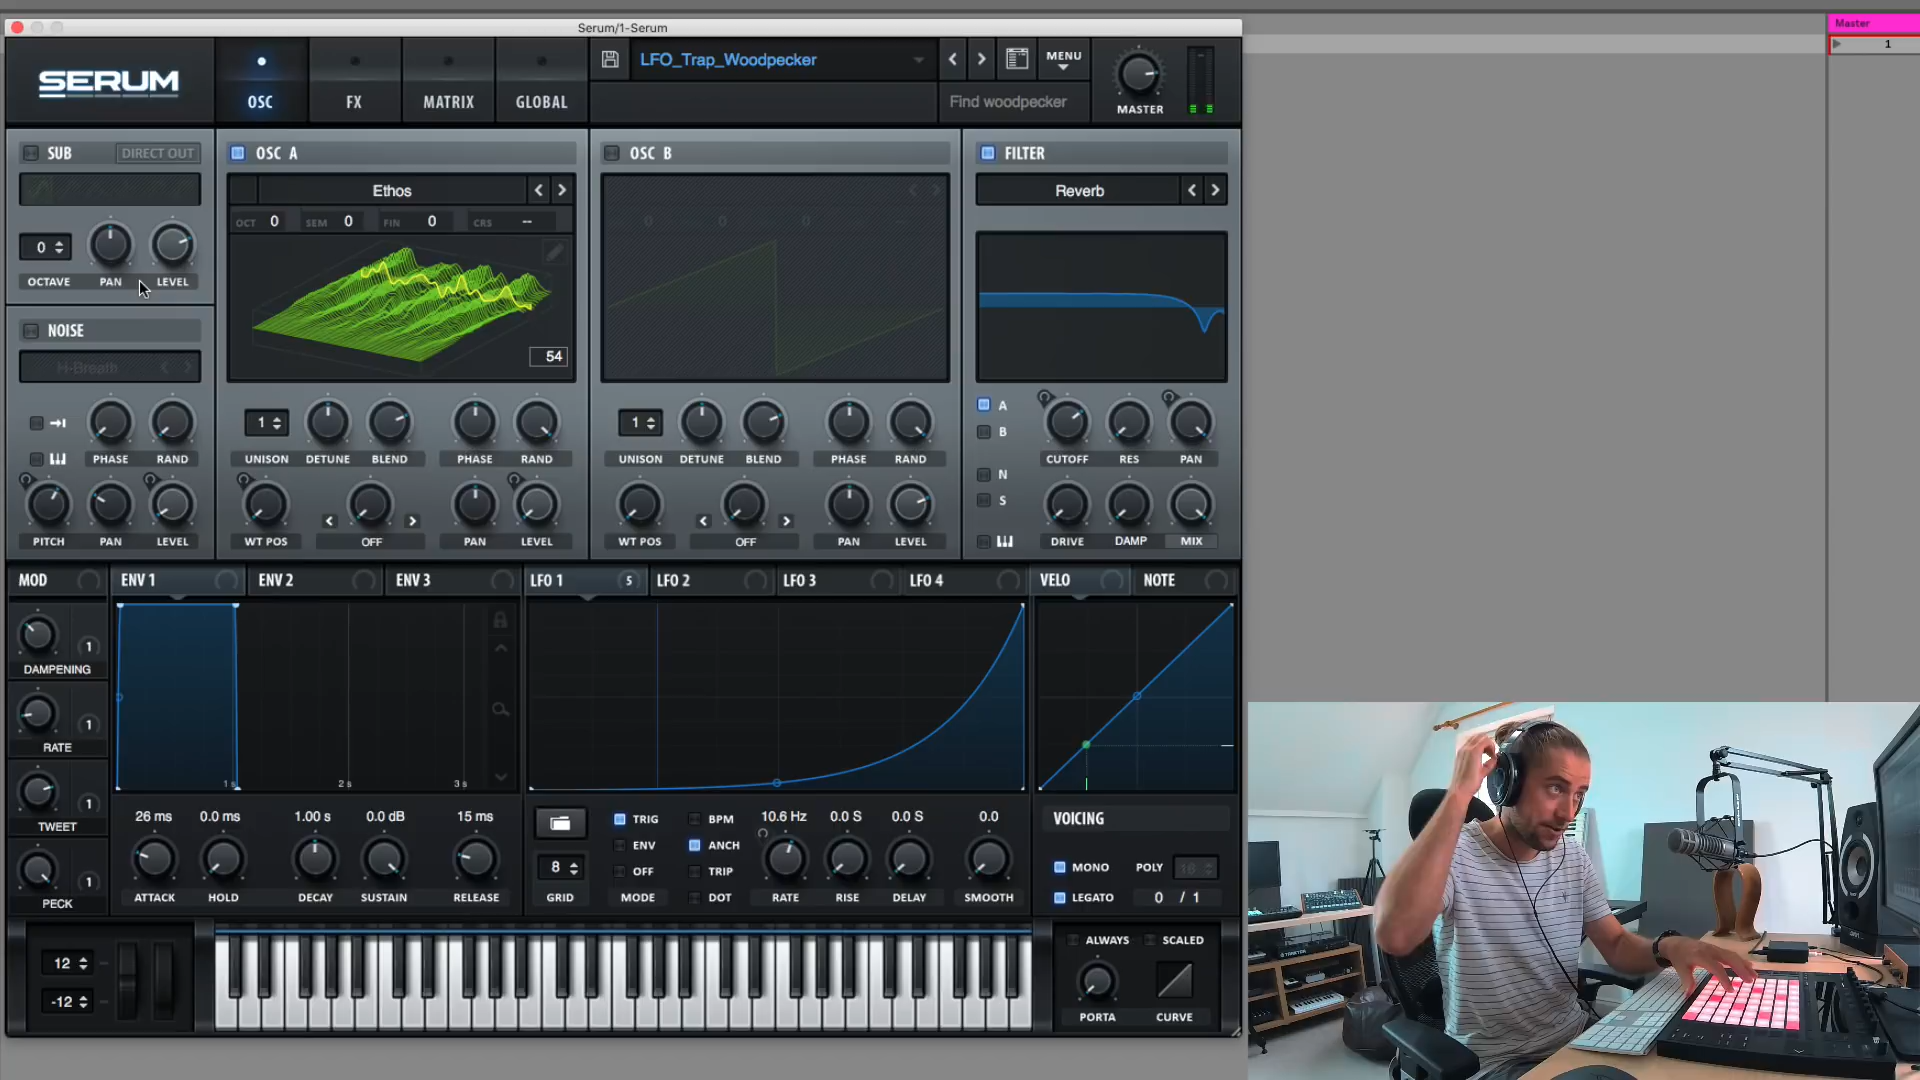 Serum/1-Serum
Master
1
SERUM
OSC
FX
MATRIX
GLOBAL
LFO_Trap_Woodpecker
MENU
Find woodpecker
MASTER
SUB
DIRECT OUT
0
OCTAVE
PAN
LEVEL
NOISE
H-Breath
PHASE
RAND
PITCH
PAN
LEVEL
OSC A
Ethos
OCT 0
SEM 0
FIN 0
CRS --
54
1
UNISON
DETUNE
BLEND
PHASE
RAND
WT POS
OFF
PAN
LEVEL
OSC B
0
0
0
1
UNISON
DETUNE
BLEND
PHASE
RAND
WT POS
OFF
PAN
LEVEL
FILTER
Reverb
A
B
N
S
CUTOFF
RES
PAN
DRIVE
DAMP
MIX
MOD
ENV 1
ENV 2
ENV 3
LFO 1
5
LFO 2
LFO 3
LFO 4
VELO
NOTE
1
DAMPENING
1
RATE
1
TWEET
1
PECK
1 s
2 s
3 s
26 ms
0.0 ms
1.00 s
0.0 dB
15 ms
ATTACK
HOLD
DECAY
SUSTAIN
RELEASE
8
GRID
TRIG
ENV
OFF
MODE
BPM
ANCH
TRIP
DOT
10.6 Hz
0.0 S
0.0 S
0.0
RATE
RISE
DELAY
SMOOTH
VOICING
MONO
POLY
16
LEGATO
0 / 1
12
-12
ALWAYS
SCALED
PORTA
CURVE